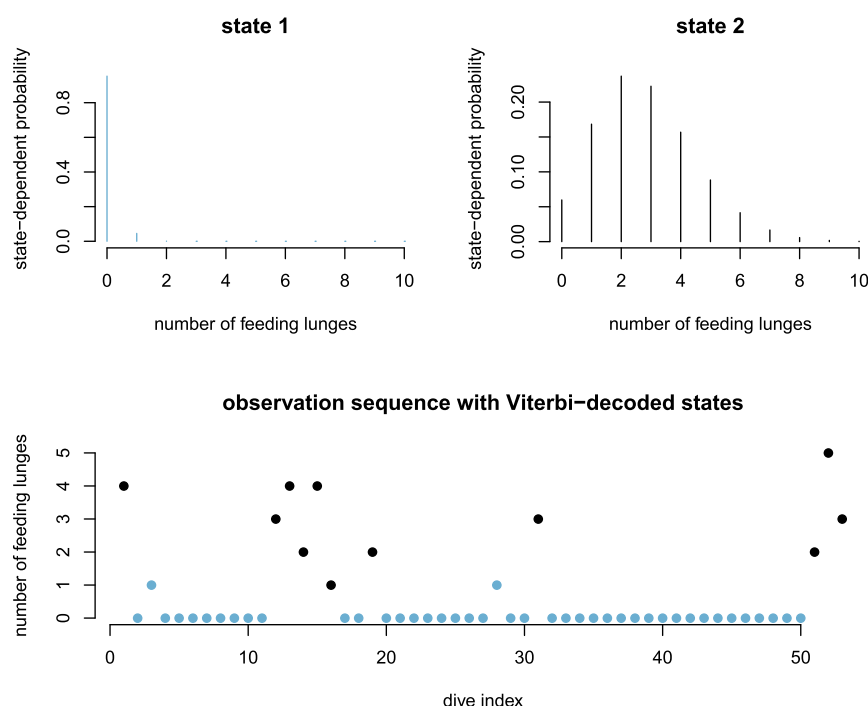 state 1
state-dependent probability
0.0 0.4 0.8
0 2 4 6 8 10
number of feeding lunges
state 2
state-dependent probability
0.00 0.10 0.20
0 2 4 6 8 10
number of feeding lunges
observation sequence with Viterbi-decoded states
number of feeding lunges
0 1 2 3 4 5
0 10 20 30 40 50
dive index